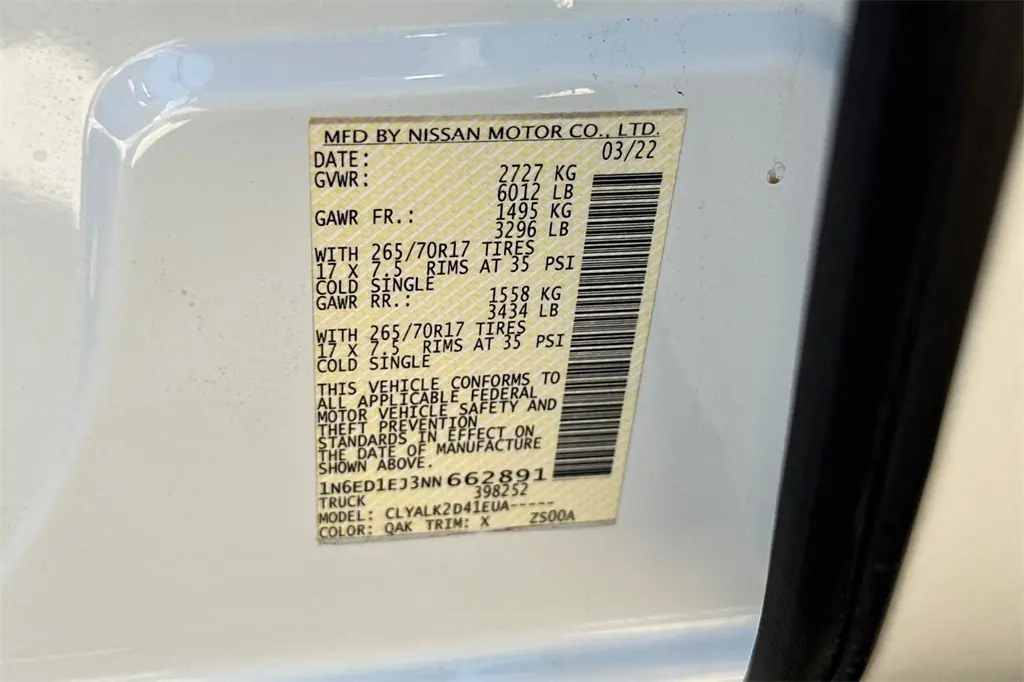 MFD BY NISSAN MOTOR CO., LTD.
DATE: 03/22
GVWR: 2727 KG
6012 LB
GAWR FR.: 1495 KG
3296 LB
WITH 265/70R17 TIRES
17 X 7.5 RIMS AT 35 PSI
COLD SINGLE
GAWR RR.: 1558 KG
3434 LB
WITH 265/70R17 TIRES
17 X 7.5 RIMS AT 35 PSI
COLD SINGLE
THIS VEHICLE CONFORMS TO
ALL APPLICABLE FEDERAL
MOTOR VEHICLE SAFETY AND
THEFT PREVENTION
STANDARDS IN EFFECT ON
THE DATE OF MANUFACTURE
SHOWN ABOVE.
1N6ED1EJ3NN662891
TRUCK 398252
MODEL: CLYALK2D41EUA-----
COLOR: QAK TRIM: X ZS00A